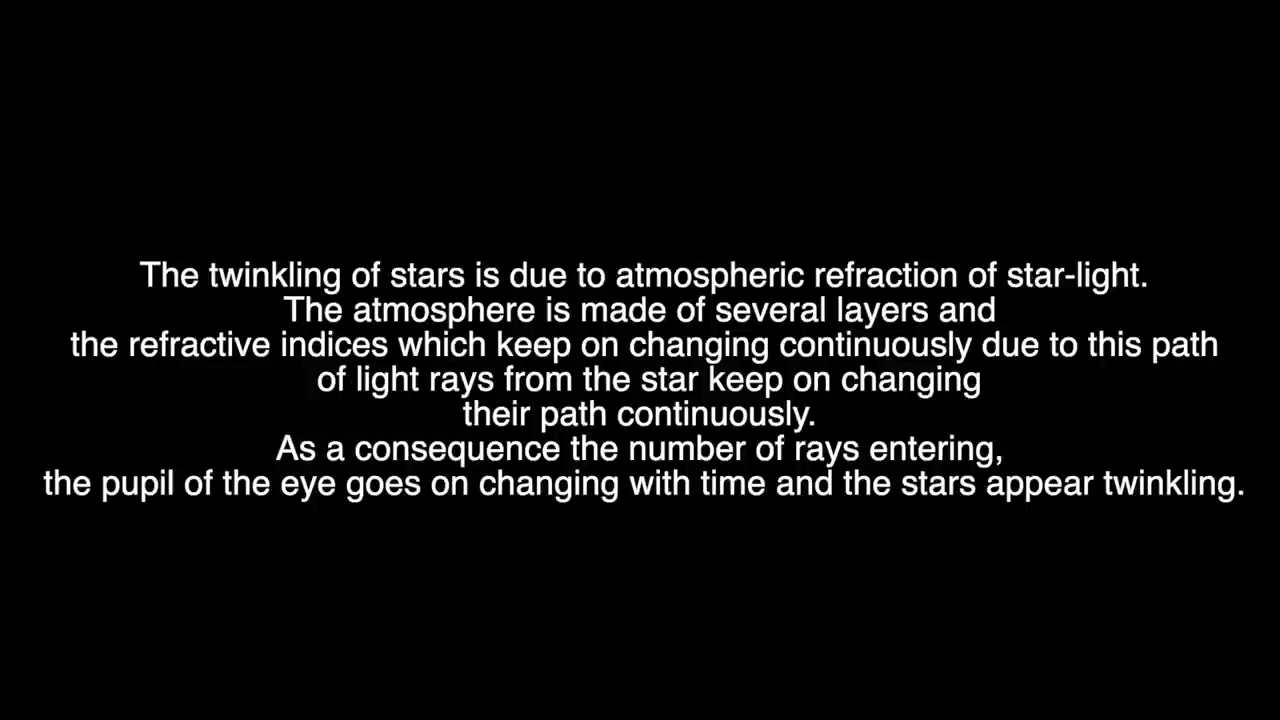 The twinkling of stars is due to atmospheric refraction of star-light.
The atmosphere is made of several layers and
the refractive indices which keep on changing continuously due to this path
of light rays from the star keep on changing
their path continuously.
As a consequence the number of rays entering,
the pupil of the eye goes on changing with time and the stars appear twinkling.